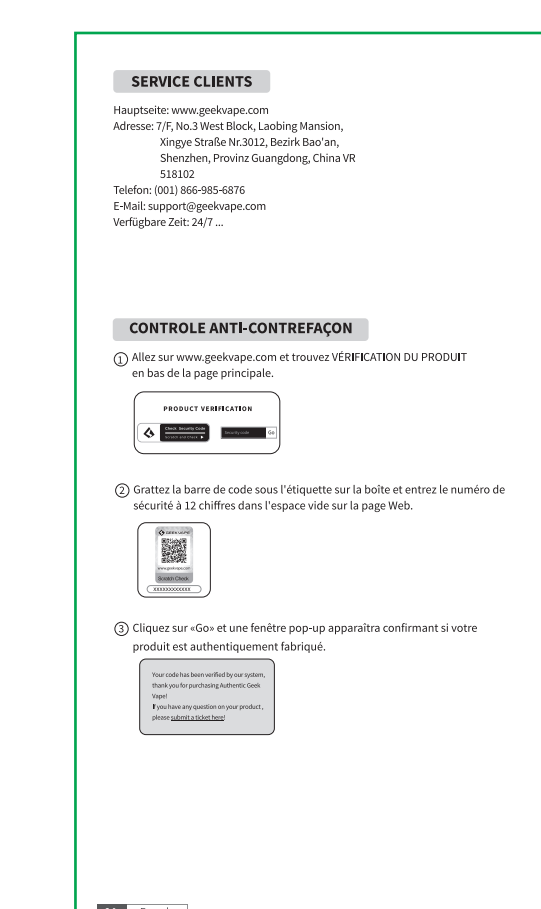 SERVICE CLIENTS
Hauptseite: www.geekvape.com
Adresse: 7/F, No.3 West Block, Laobing Mansion,
Xingye Straße Nr.3012, Bezirk Bao'an,
Shenzhen, Provinz Guangdong, China VR
518102
Telefon: (001) 866-985-6876
E-Mail: support@geekvape.com
Verfügbare Zeit: 24/7 ...
CONTROLE ANTI-CONTREFAÇON
1 Allez sur www.geekvape.com et trouvez VÉRIFICATION DU PRODUIT
en bas de la page principale.
PRODUCT VERIFICATION
Check Security Code
Security code Go
2 Grattez la barre de code sous l'étiquette sur la boîte et entrez le numéro de
sécurité à 12 chiffres dans l'espace vide sur la page Web.
GEEKVAPE
www.geekvape.com
Scratch Check
XXXXXXXXXXXX
3 Cliquez sur «Go» et une fenêtre pop-up apparaîtra confirmant si votre
produit est authentiquement fabriqué.
Your code has been verified by our system,
thank you for purchasing Authentic Geek
Vape!
If you have any question on your product ,
please submit a ticket here!